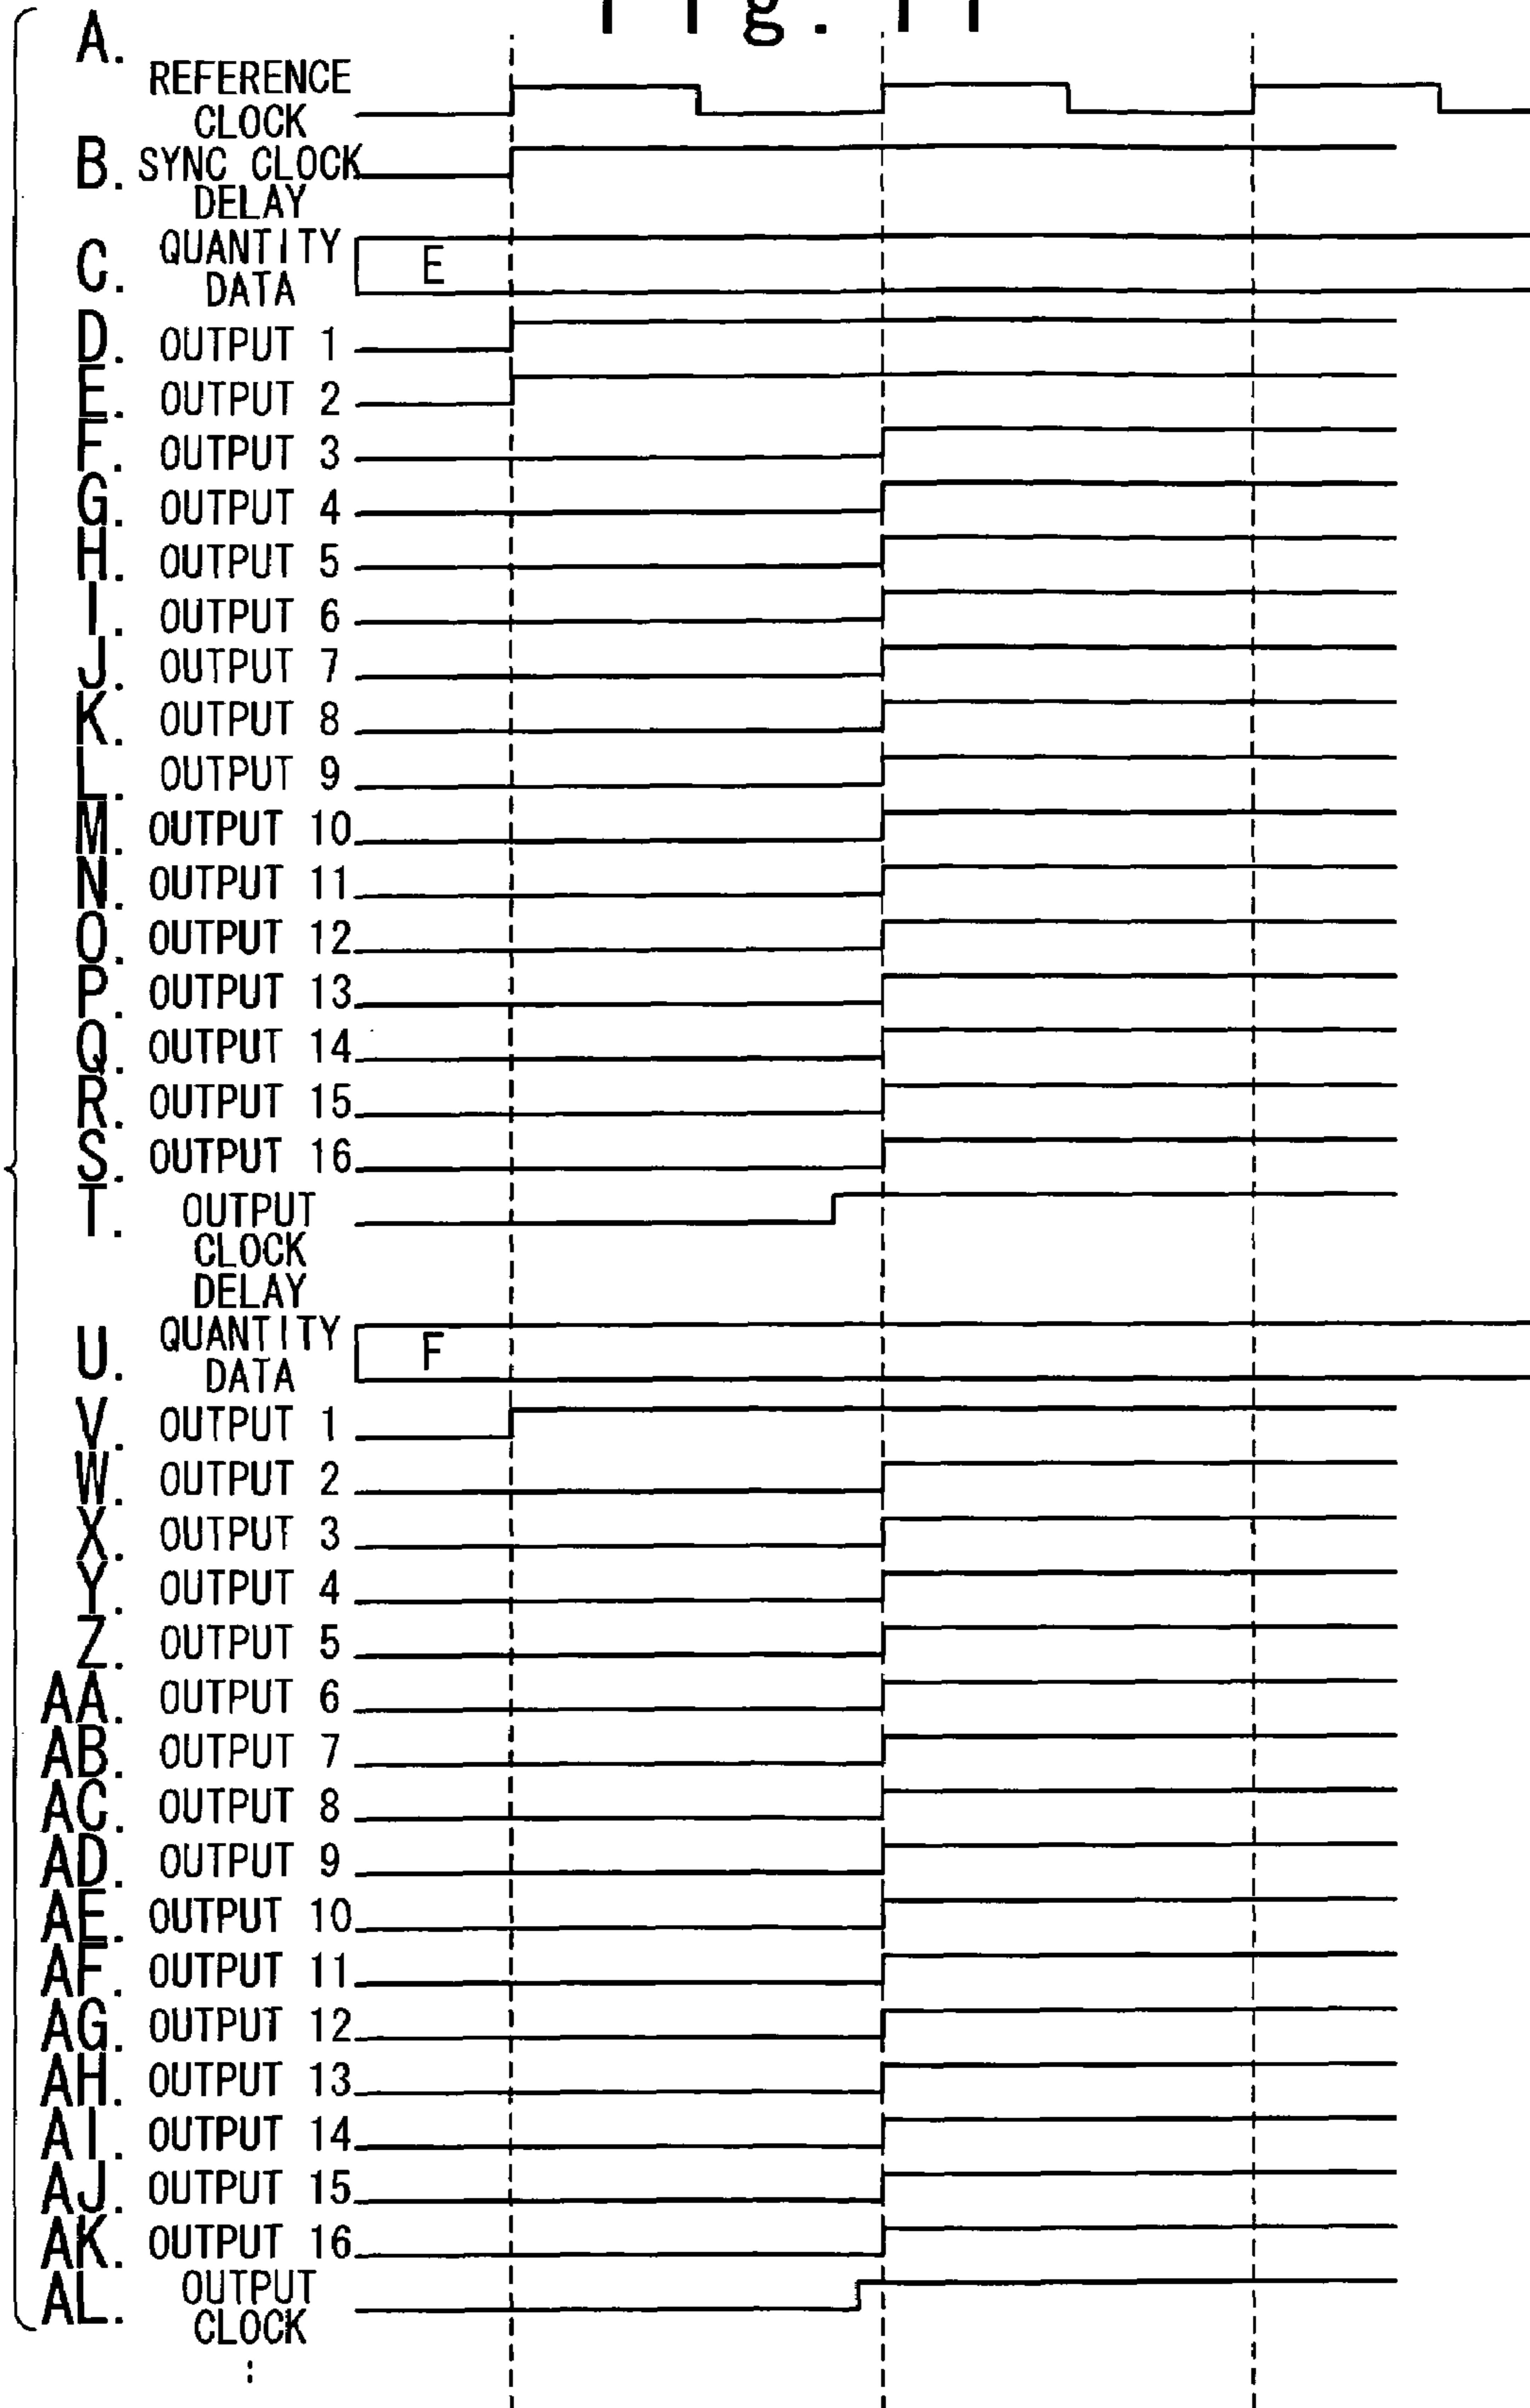 Fig. 11
A. REFERENCE
CLOCK
B. SYNC CLOCK
DELAY
C. QUANTITY
DATA
E
D. OUTPUT 1
E. OUTPUT 2
F. OUTPUT 3
G. OUTPUT 4
H. OUTPUT 5
I. OUTPUT 6
J. OUTPUT 7
K. OUTPUT 8
L. OUTPUT 9
M. OUTPUT 10
N. OUTPUT 11
O. OUTPUT 12
P. OUTPUT 13
Q. OUTPUT 14
R. OUTPUT 15
S. OUTPUT 16
T. OUTPUT
CLOCK
DELAY
U. QUANTITY
DATA
F
V. OUTPUT 1
W. OUTPUT 2
X. OUTPUT 3
Y. OUTPUT 4
Z. OUTPUT 5
AA. OUTPUT 6
AB. OUTPUT 7
AC. OUTPUT 8
AD. OUTPUT 9
AE. OUTPUT 10
AF. OUTPUT 11
AG. OUTPUT 12
AH. OUTPUT 13
AI. OUTPUT 14
AJ. OUTPUT 15
AK. OUTPUT 16
AL. OUTPUT
CLOCK
: